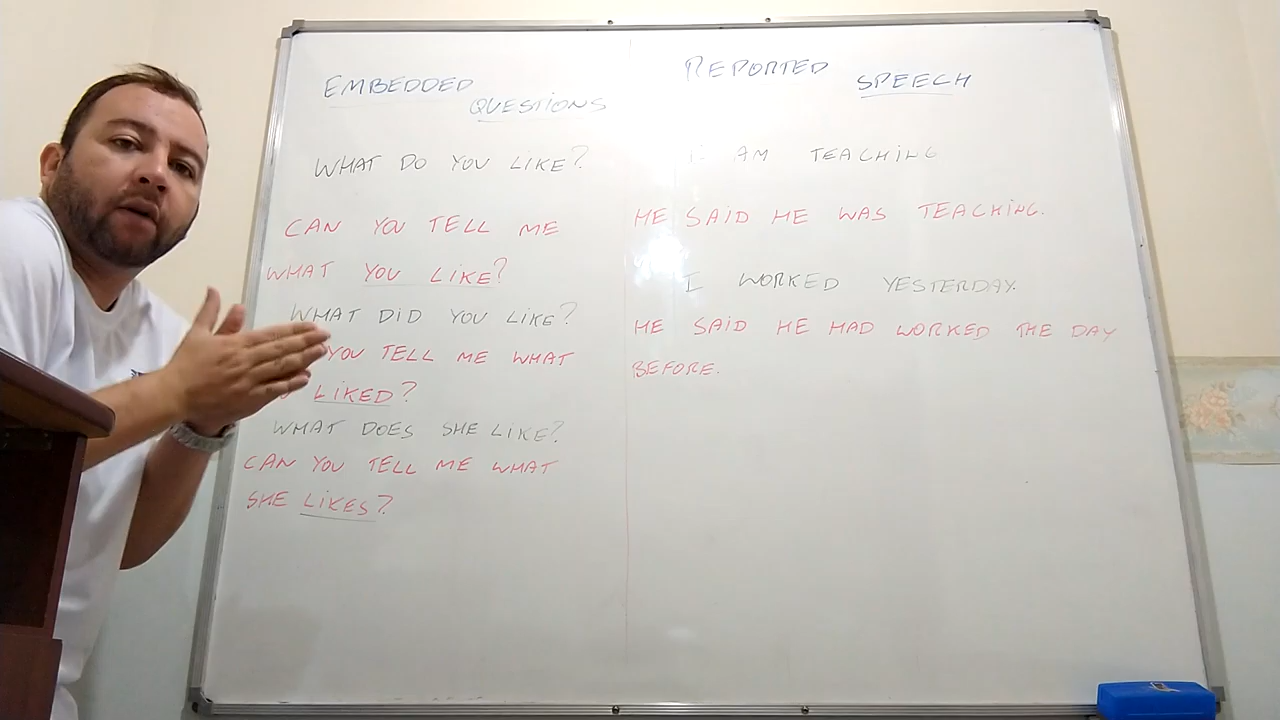 EMBEDDED
QUESTIONS
WHAT DO YOU LIKE?
CAN YOU TELL ME
WHAT YOU LIKE?
WHAT DID YOU LIKE?
YOU TELL ME WHAT
LIKED?
WHAT DOES SHE LIKE?
CAN YOU TELL ME WHAT
SHE LIKES?
REPORTED
SPEECH
I AM TEACHING
HE SAID HE WAS TEACHING.
I WORKED YESTERDAY.
HE SAID HE HAD WORKED THE DAY
BEFORE.